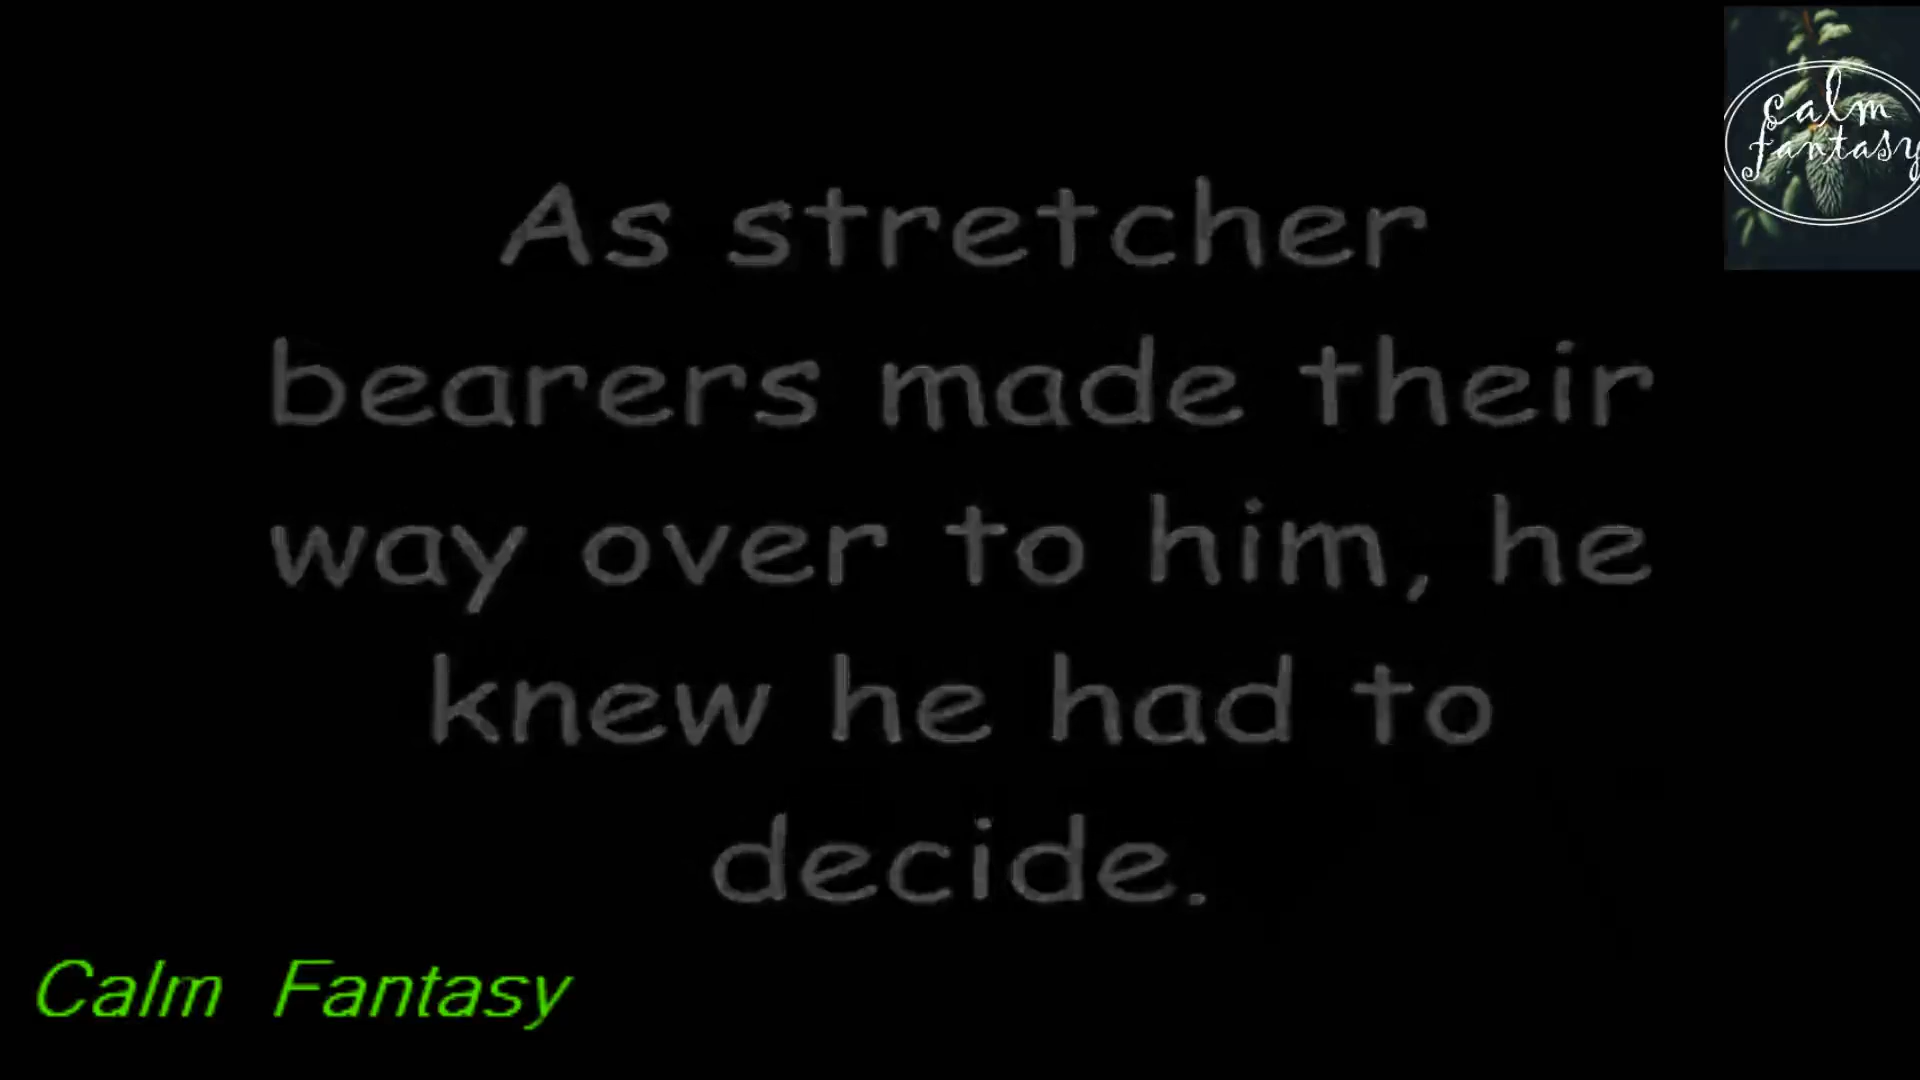 calm
fantasy
As stretcher
bearers made their
way over to him, he
knew he had to
decide.
Calm Fantasy